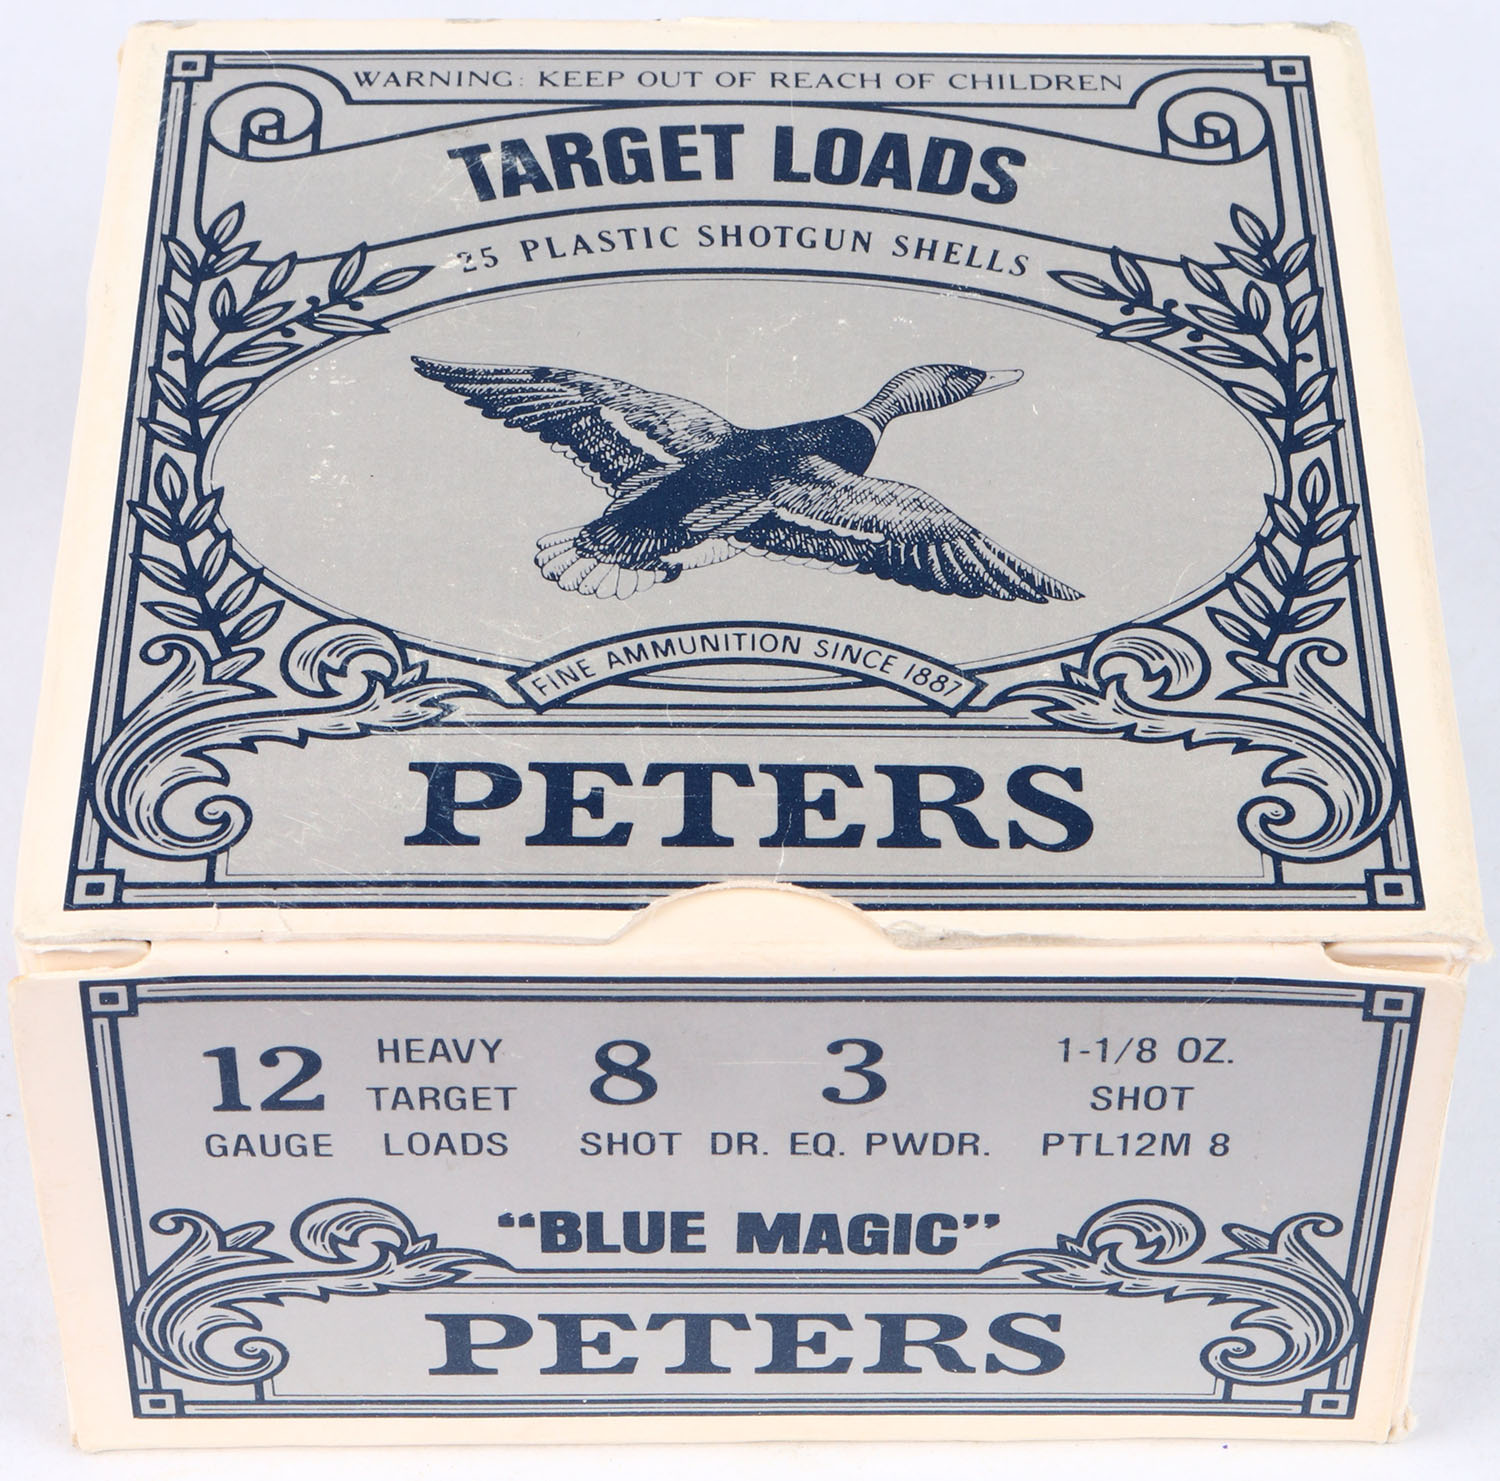 WARNING: KEEP OUT OF REACH OF CHILDREN
TARGET LOADS
25 PLASTIC SHOTGUN SHELLS
FINE AMMUNITION SINCE 1887
PETERS
12 GAUGE
HEAVY
TARGET
LOADS
8 SHOT
3 DR. EQ. PWDR.
1-1/8 OZ.
SHOT
PTL12M 8
"BLUE MAGIC"
PETERS